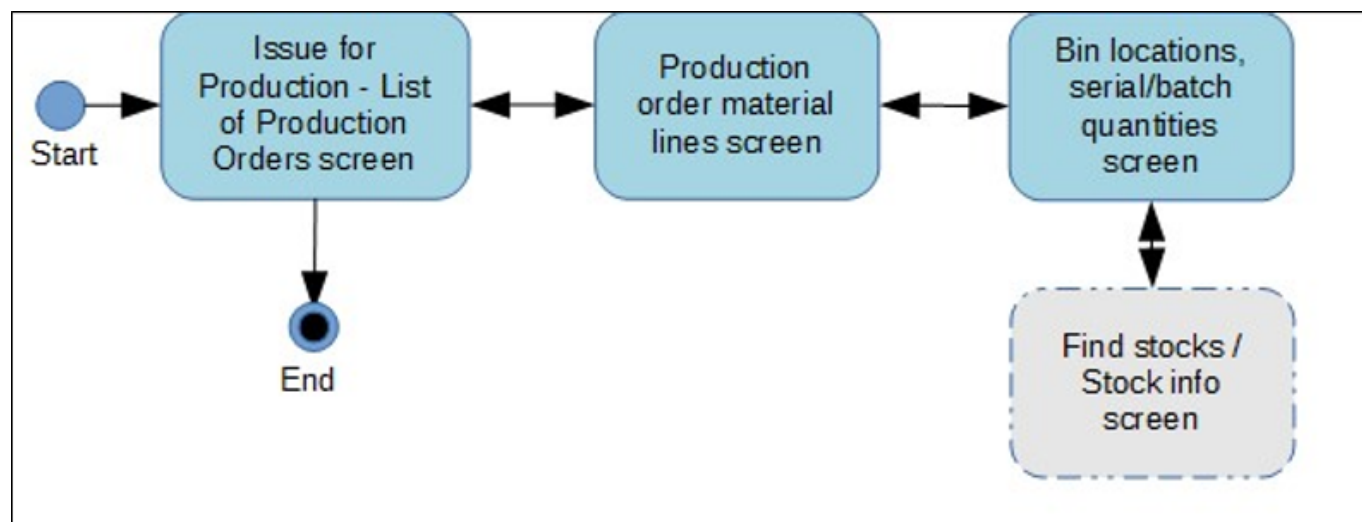 Start
Issue for
Production - List
of Production
Orders screen
Production
order material
lines screen
Bin locations,
serial/batch
quantities
screen
End
Find stocks /
Stock info
screen